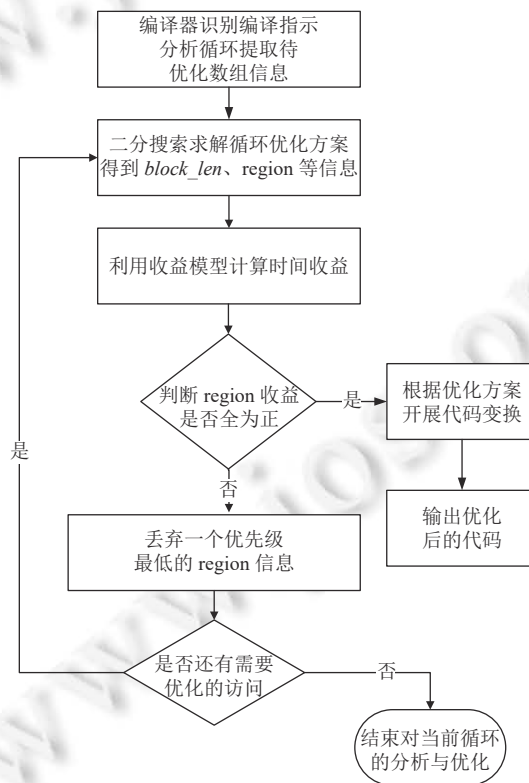 编译器识别编译指示
分析循环提取待
优化数组信息
二分搜索求解循环优化方案
得到 block_len、region 等信息
利用收益模型计算时间收益
判断 region 收益
是否全为正
是
根据优化方案
开展代码变换
输出优化
后的代码
否
丢弃一个优先级
最低的 region 信息
是否还有需要
优化的访问
是
否
结束对当前循环
的分析与优化